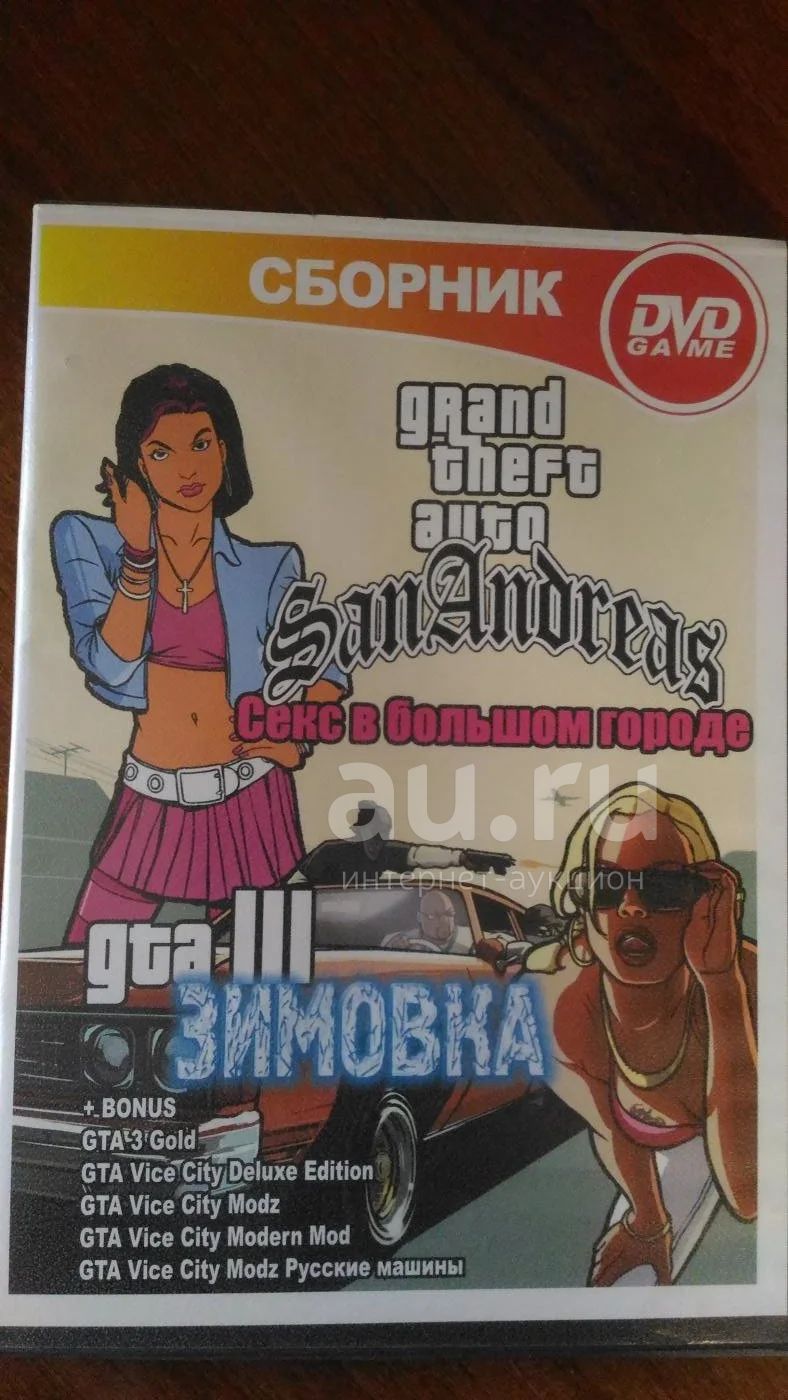 СБОРНИК
DVD
GAME
grand
theft
auto
San Andreas
Секс в большом городе
au.ru
интернет-аукцион
gta III
ЗИМОВКА
+ BONUS
GTA 3 Gold
GTA Vice City Deluxe Edition
GTA Vice City Modz
GTA Vice City Modern Mod
GTA Vice City Modz Русские машины